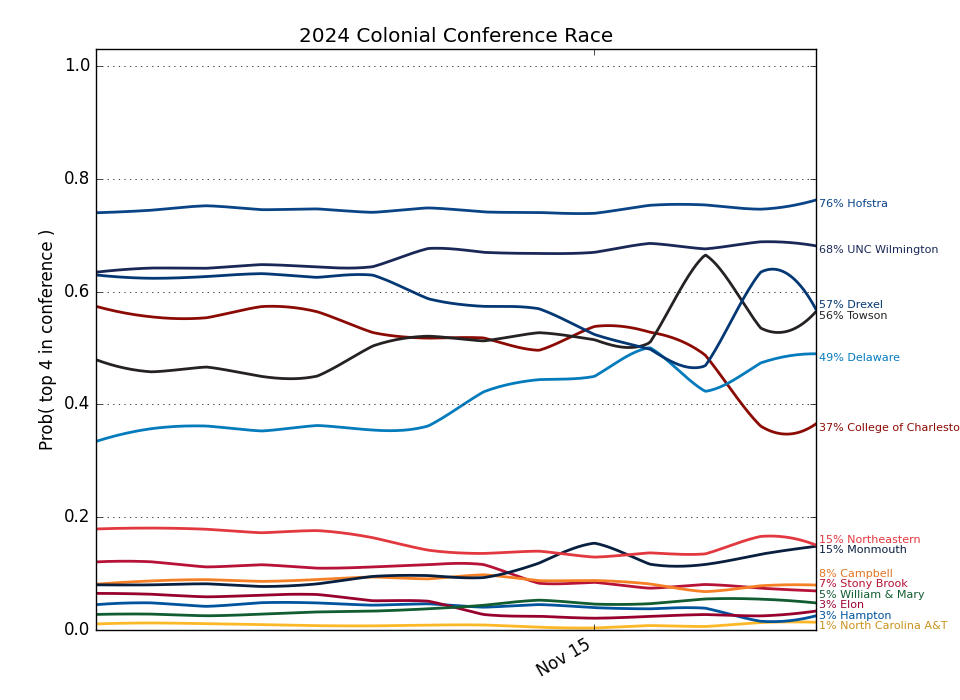 2024 Colonial Conference Race
1.0
0.8
0.6
0.4
0.2
0.0
Prob( top 4 in conference )
Nov 15
76% Hofstra
68% UNC Wilmington
57% Drexel
56% Towson
49% Delaware
37% College of Charlesto
15% Northeastern
15% Monmouth
8% Campbell
7% Stony Brook
5% William & Mary
3% Elon
3% Hampton
1% North Carolina A&T